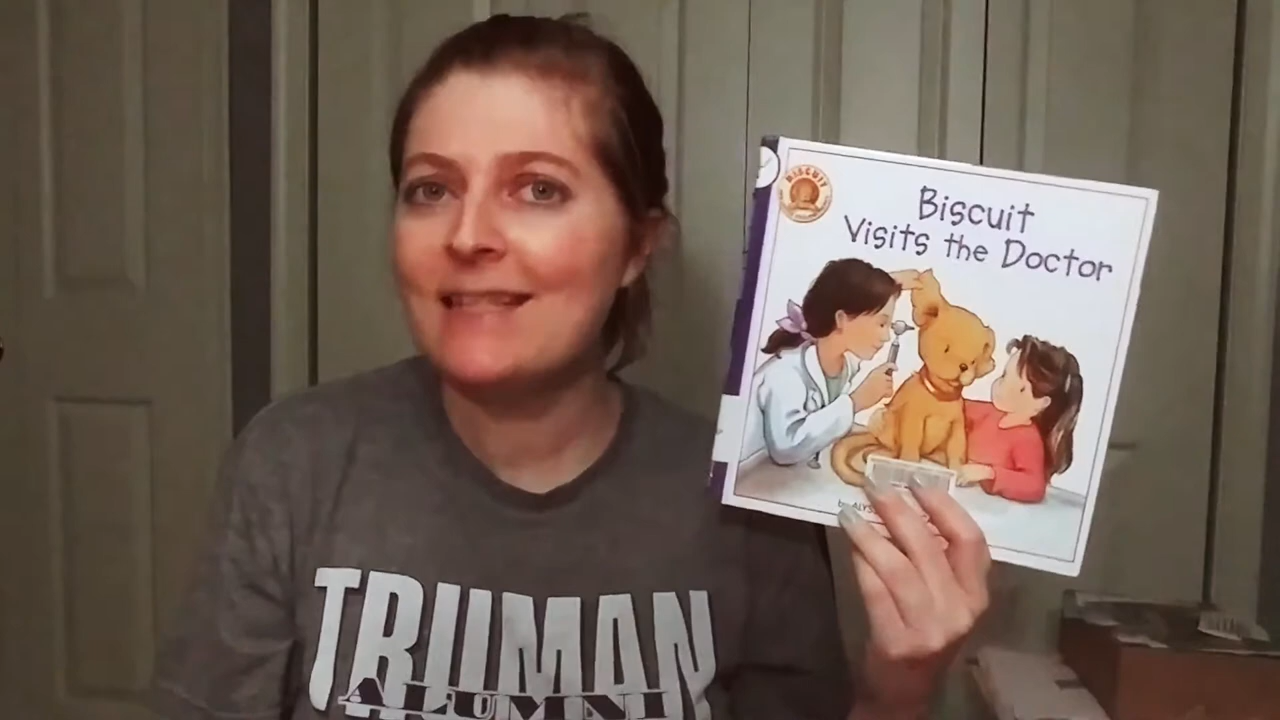 BISCUIT
Biscuit
Visits the Doctor
TRUMAN
ALUMNI